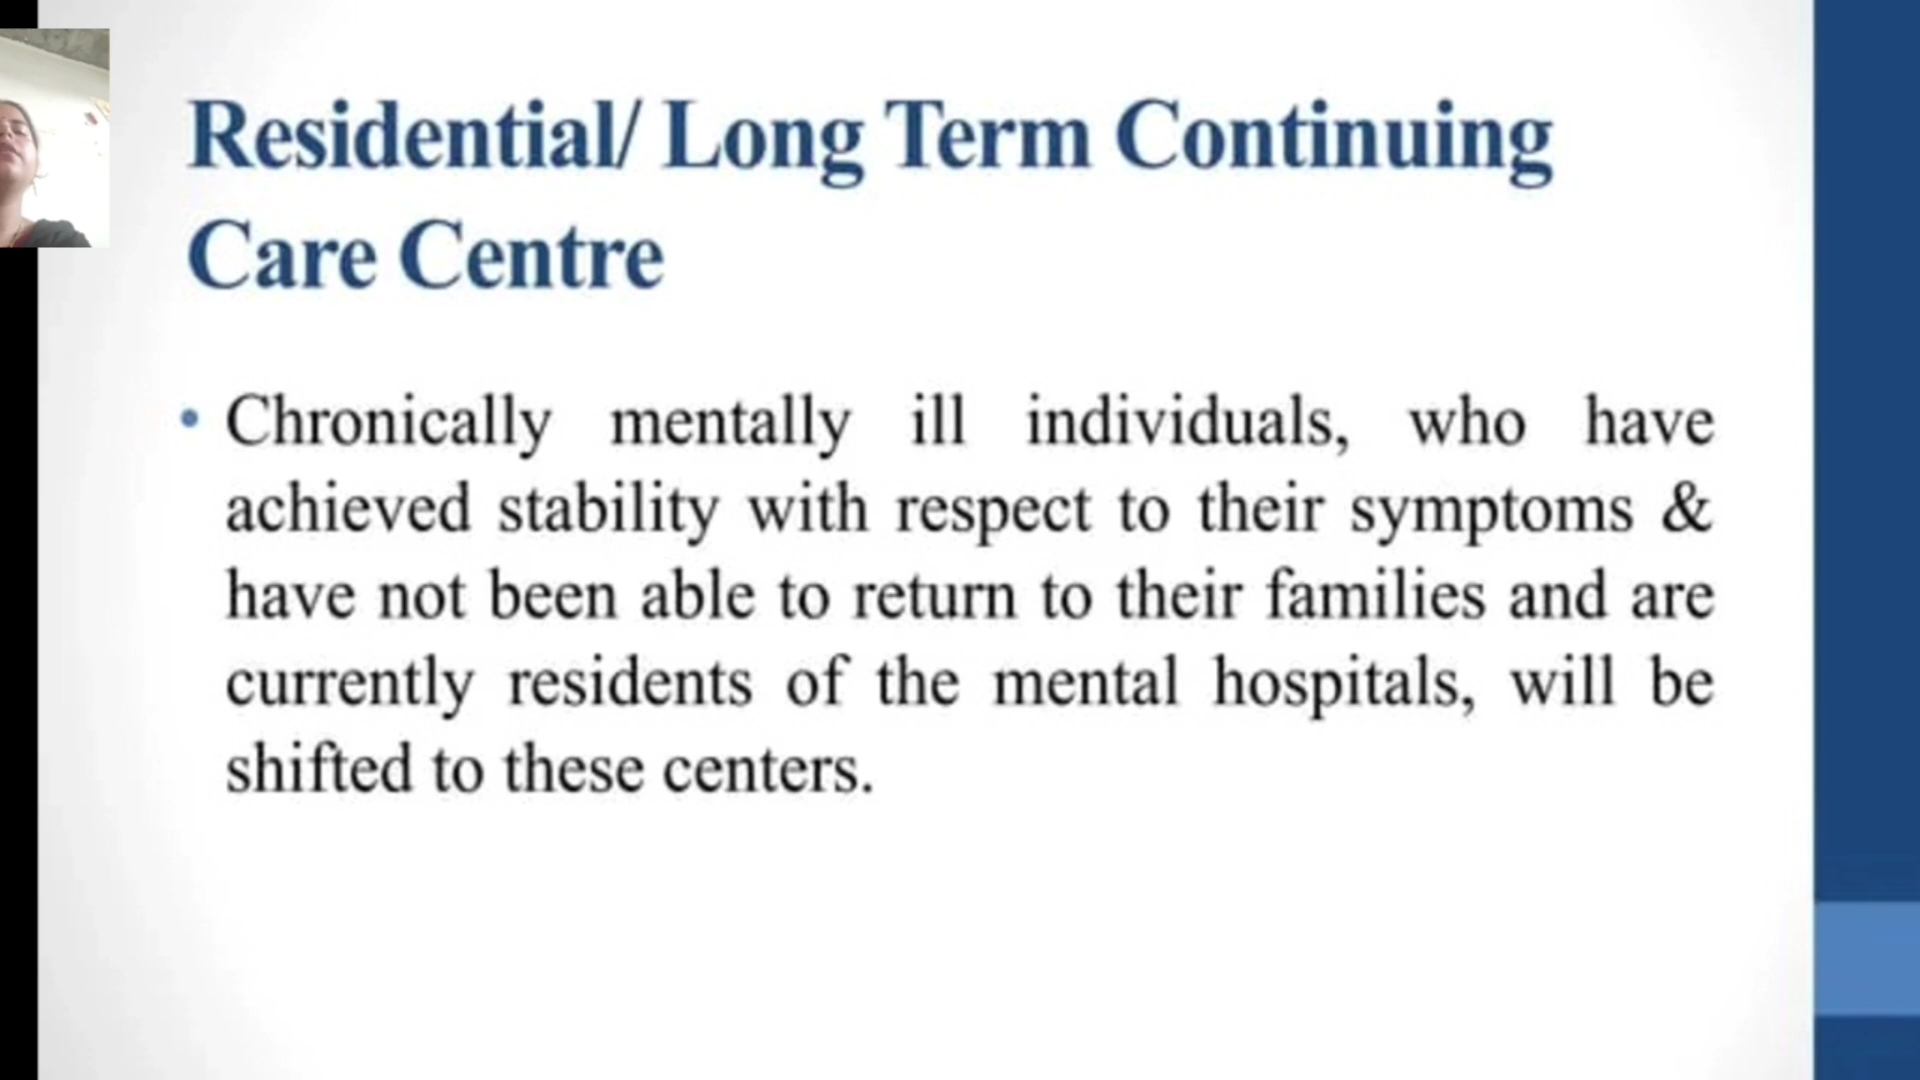 Residential/ Long Term Continuing
Care Centre
• Chronically mentally ill individuals, who have
achieved stability with respect to their symptoms &
have not been able to return to their families and are
currently residents of the mental hospitals, will be
shifted to these centers.